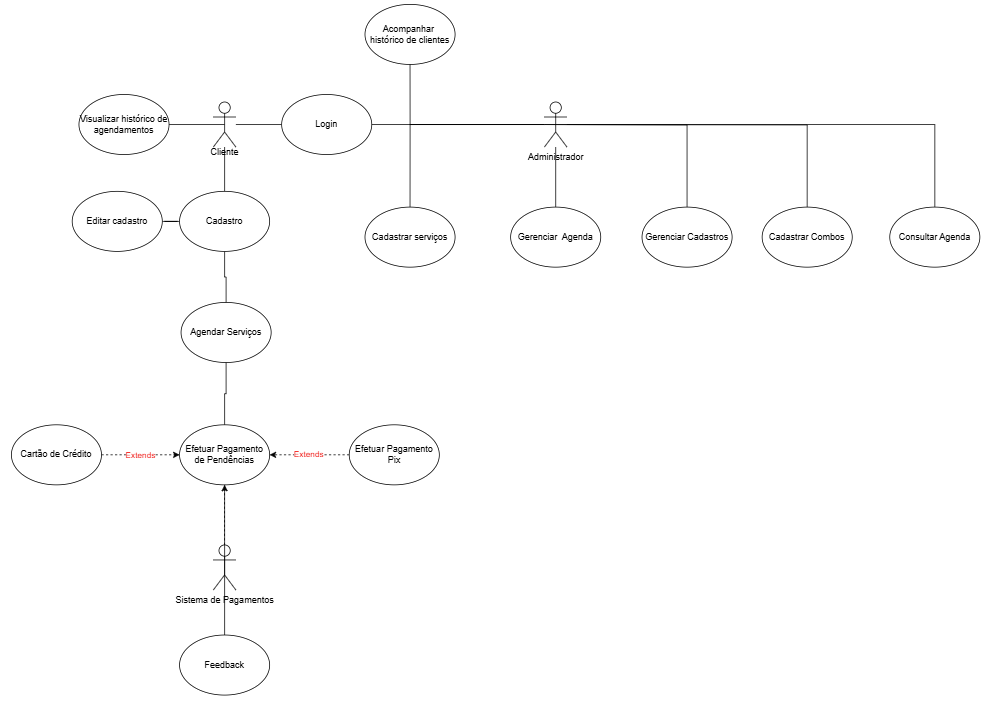 Acompanhar
histórico de clientes
Visualizar histórico de
agendamentos
Login
Cliente
Administrador
Editar cadastro
Cadastro
Cadastrar serviços
Gerenciar Agenda
Gerenciar Cadastros
Cadastrar Combos
Consultar Agenda
Agendar Serviços
Cartão de Crédito
Extends
Efetuar Pagamento
de Pendências
Extends
Efetuar Pagamento
Pix
Sistema de Pagamentos
Feedback